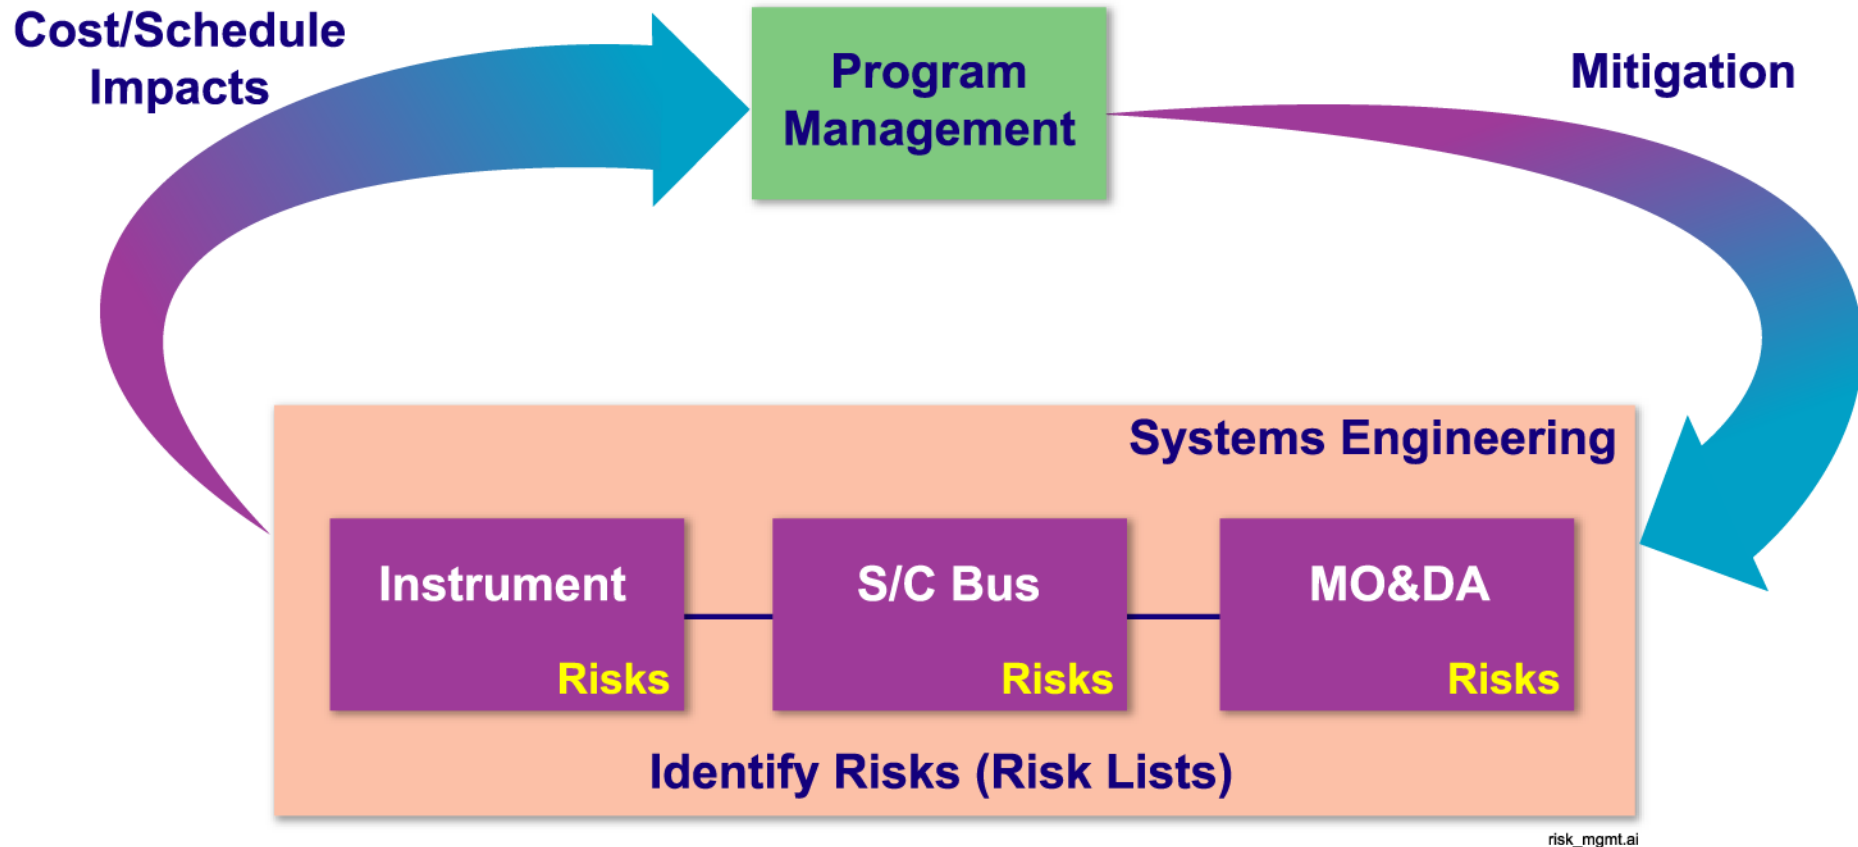 Cost/Schedule
Impacts
Program
Management
Mitigation
Systems Engineering
Instrument
Risks
S/C Bus
Risks
MO&DA
Risks
Identify Risks (Risk Lists)
risk_mgmt.ai